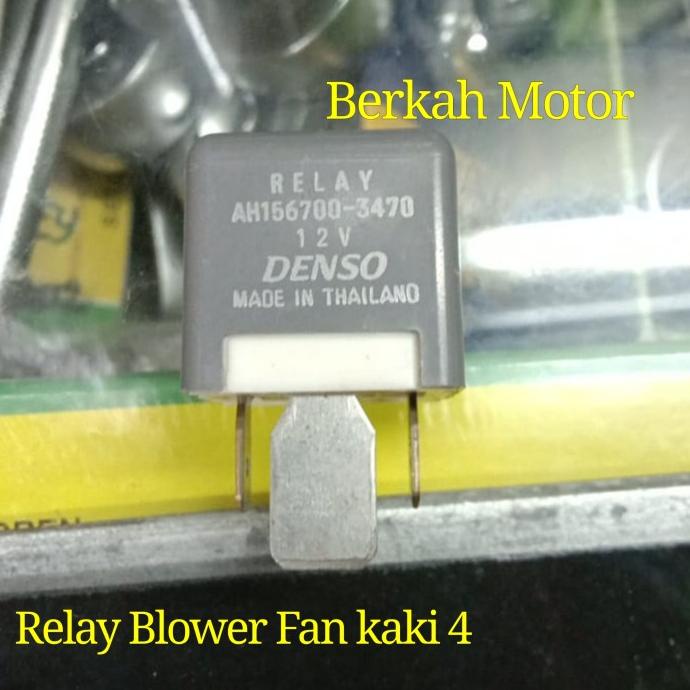 Berkah Motor
RELAY
AH156700-3470
12V
DENSO
MADE IN THAILAND
Relay Blower Fan kaki 4